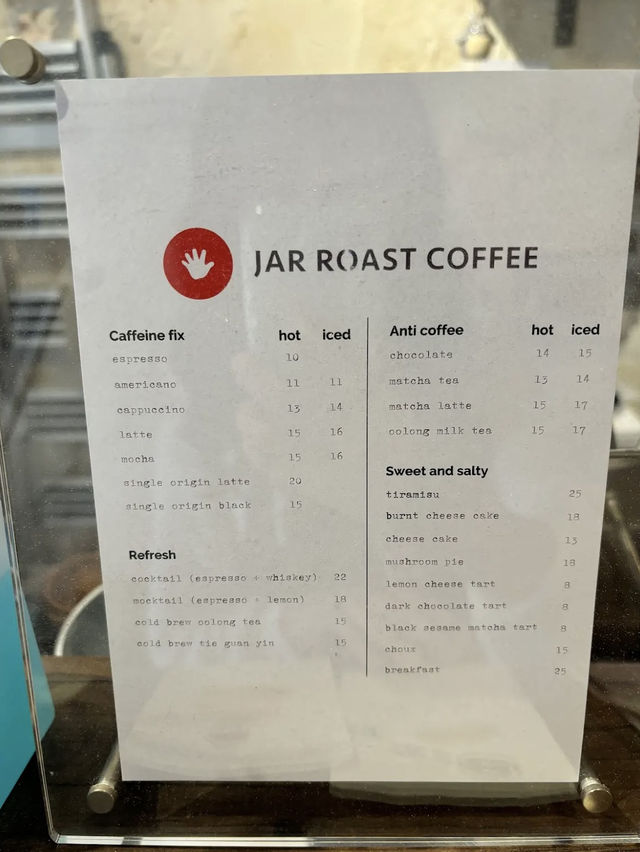 JAR ROAST COFFEE
Caffeine fix hot iced
espresso 10
americano 11 11
cappuccino 13 14
latte 15 16
mocha 15 16
single origin latte 20
single origin black 15
Refresh
cocktail (espresso + whiskey) 22
mocktail (espresso + lemon) 18
cold brew oolong tea 15
cold brew tie guan yin 15
Anti coffee hot iced
chocolate 14 15
matcha tea 13 14
matcha latte 15 17
oolong milk tea 15 17
Sweet and salty
tiramisu 25
burnt cheese cake 18
cheese cake 13
mushroom pie 18
lemon cheese tart 8
dark chocolate tart 8
black sesame matcha tart 8
choux 15
breakfast 25